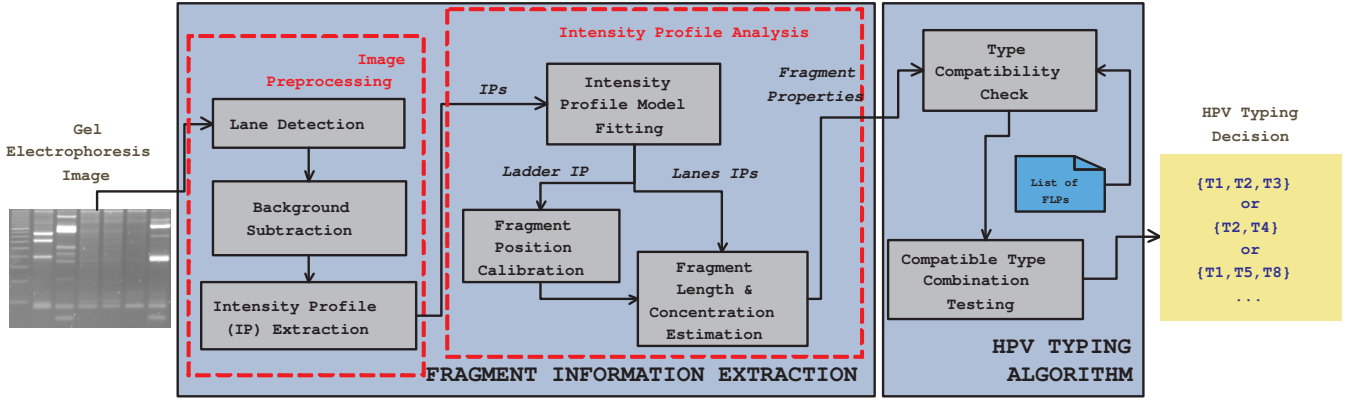 Gel
Electrophoresis
Image
Image
Preprocessing
Lane Detection
Background
Subtraction
Intensity Profile
(IP) Extraction
Intensity Profile Analysis
IPs
Intensity
Profile Model
Fitting
Ladder IP
Lanes IPs
Fragment
Position
Calibration
Fragment
Length &
Concentration
Estimation
Fragment
Properties
FRAGMENT INFORMATION EXTRACTION
Type
Compatibility
Check
List of
FLPs
Compatible Type
Combination
Testing
HPV TYPING
ALGORITHM
HPV Typing
Decision
{T1,T2,T3}
or
{T2,T4}
or
{T1,T5,T8}
...